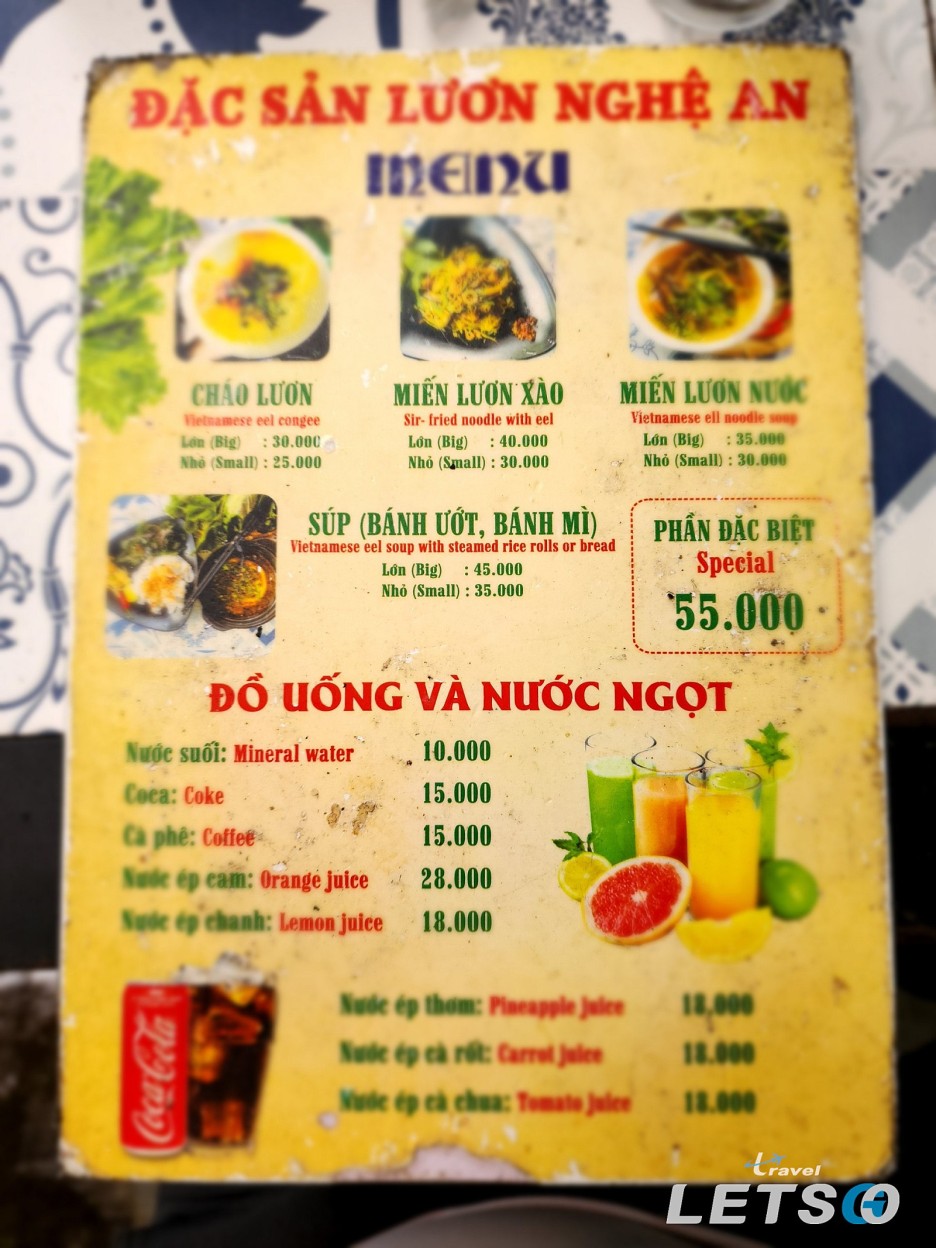 ĐẶC SẢN LƯƠN NGHỆ AN
MENU
CHÁO LƯƠN
Vietnamese eel congee
Lớn (Big) : 30.000
Nhỏ (Small) : 25.000
MIẾN LƯƠN XÀO
Sir- fried noodle with eel
Lớn (Big) : 40.000
Nhỏ (Small) : 30.000
MIẾN LƯƠN NƯỚC
Vietnamese ell noodle soup
Lớn (Big) : 35.000
Nhỏ (Small) : 30.000
SÚP (BÁNH ƯỚT, BÁNH MÌ)
Vietnamese eel soup with steamed rice rolls or bread
Lớn (Big) : 45.000
Nhỏ (Small) : 35.000
PHẦN ĐẶC BIỆT
Special
55.000
ĐỒ UỐNG VÀ NƯỚC NGỌT
Nước suối: Mineral water 10.000
Coca: Coke 15.000
Cà phê: Coffee 15.000
Nước ép cam: Orange juice 28.000
Nước ép chanh: Lemon juice 18.000
Nước ép thơm: Pineapple juice 18.000
Nước ép cà rốt: Carrot juice 18.000
Nước ép cà chua: Tomato juice 18.000
Coca-Cola
travel
LETSGO